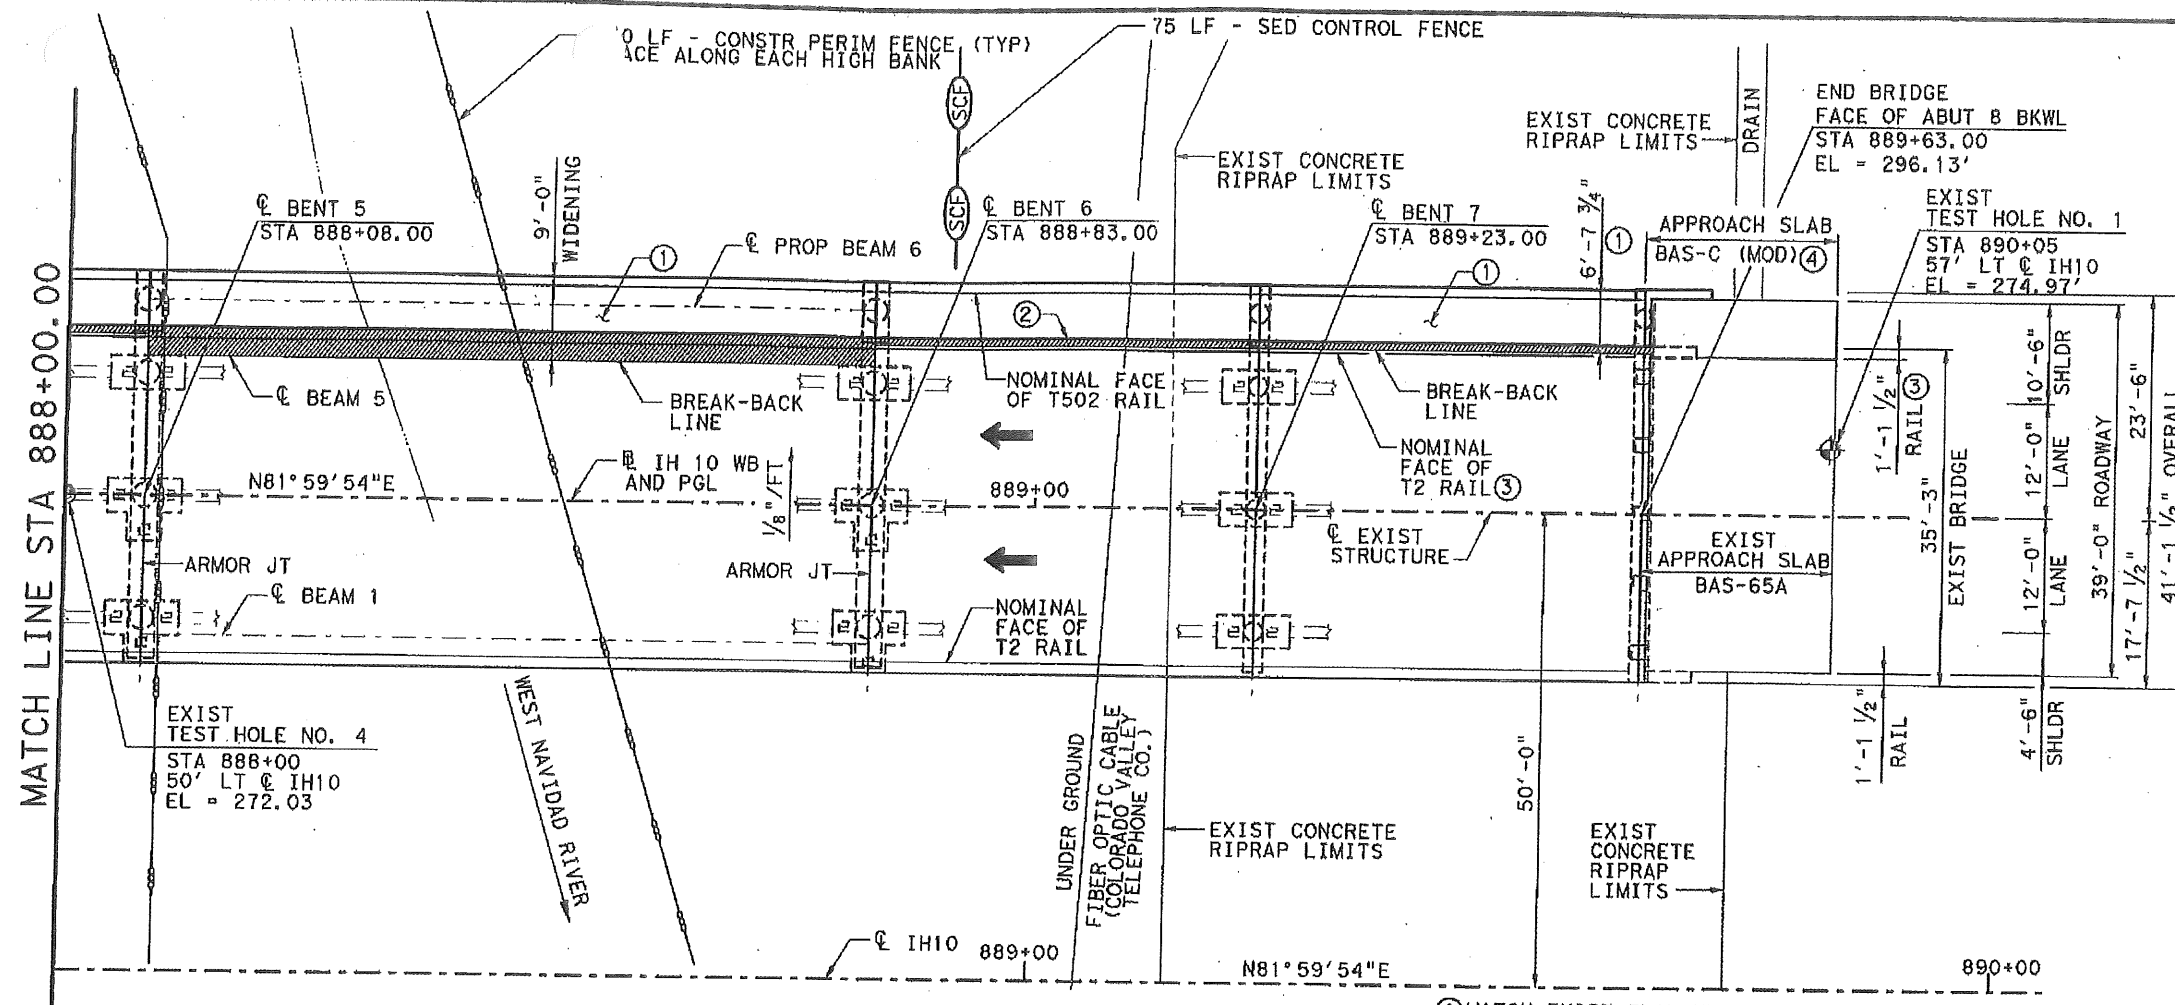 0 LF - CONSTR PERIM FENCE (TYP)
ACE ALONG EACH HIGH BANK
75 LF - SED CONTROL FENCE
SCF
SCF
EXIST CONCRETE
RIPRAP LIMITS
EXIST CONCRETE
RIPRAP LIMITS
DRAIN
END BRIDGE
FACE OF ABUT 8 BKWL
STA 889+63.00
EL = 296.13'
EXIST
TEST HOLE NO. 1
STA 890+05
57' LT ℄ IH10
EL = 274.97'
℄ BENT 5
STA 888+08.00
9'-0"
WIDENING
①
℄ PROP BEAM 6
℄ BENT 6
STA 888+83.00
℄ BENT 7
STA 889+23.00
①
6'-7 3/4"
①
APPROACH SLAB
BAS-C (MOD)④
②
MATCH LINE STA 888+00.00
℄ BEAM 5
BREAK-BACK
LINE
NOMINAL FACE
OF T502 RAIL
BREAK-BACK
LINE
NOMINAL
FACE OF
T2 RAIL③
1'-1 1/2"
RAIL③
35'-3"
EXIST BRIDGE
10'-6"
SHLDR
12'-0"
LANE
12'-0"
LANE
4'-6"
SHLDR
39'-0" ROADWAY
23'-6"
17'-7 1/2"
41'-1 1/2" OVERALL
N81°59'54"E
PL IH 10 WB
AND PGL
1/8"/FT
889+00
℄ EXIST
STRUCTURE
EXIST
APPROACH SLAB
BAS-65A
ARMOR JT
℄ BEAM 1
ARMOR JT
NOMINAL
FACE OF
T2 RAIL
1'-1 1/2"
RAIL
EXIST
TEST HOLE NO. 4
STA 888+00
50' LT ℄ IH10
EL = 272.03
WEST NAVIDAD RIVER
UNDER GROUND
FIBER OPTIC CABLE
(COLORADO VALLEY
TELEPHONE CO.)
EXIST CONCRETE
RIPRAP LIMITS
50'-0"
EXIST
CONCRETE
RIPRAP
LIMITS
℄ IH10
889+00
N81°59'54"E
890+00